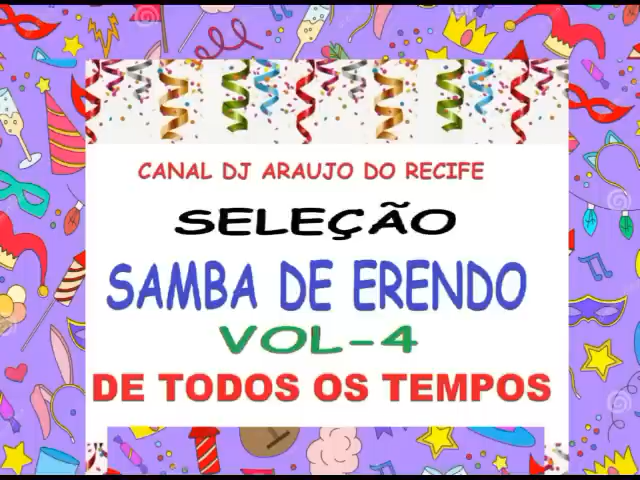 CANAL DJ ARAUJO DO RECIFE
SELEÇÃO
SAMBA DE ERENDO
VOL-4
DE TODOS OS TEMPOS